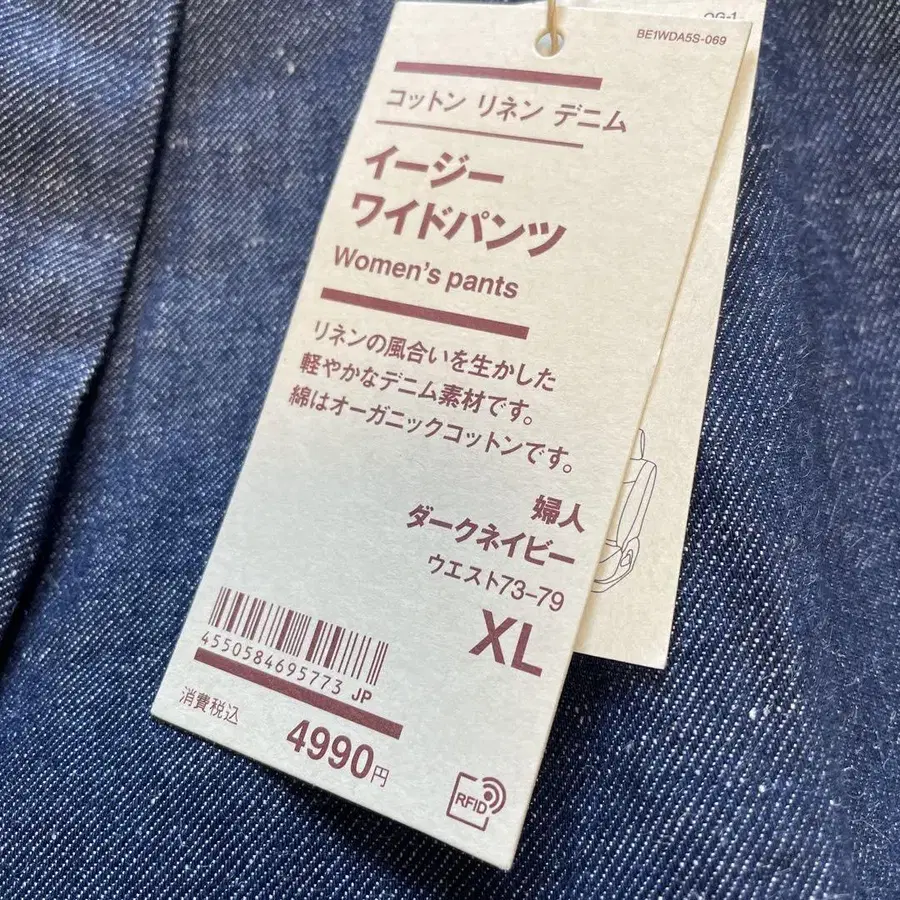 BE1WDA5S-069
コットン リネン デニム
イージー
ワイドパンツ
Women's pants
リネンの風合いを生かした
軽やかなデニム素材です。
綿はオーガニックコットンです。
婦人
ダークネイビー
ウエスト73-79
XL
4550584695773 JP
消費税込
4990円
RFID